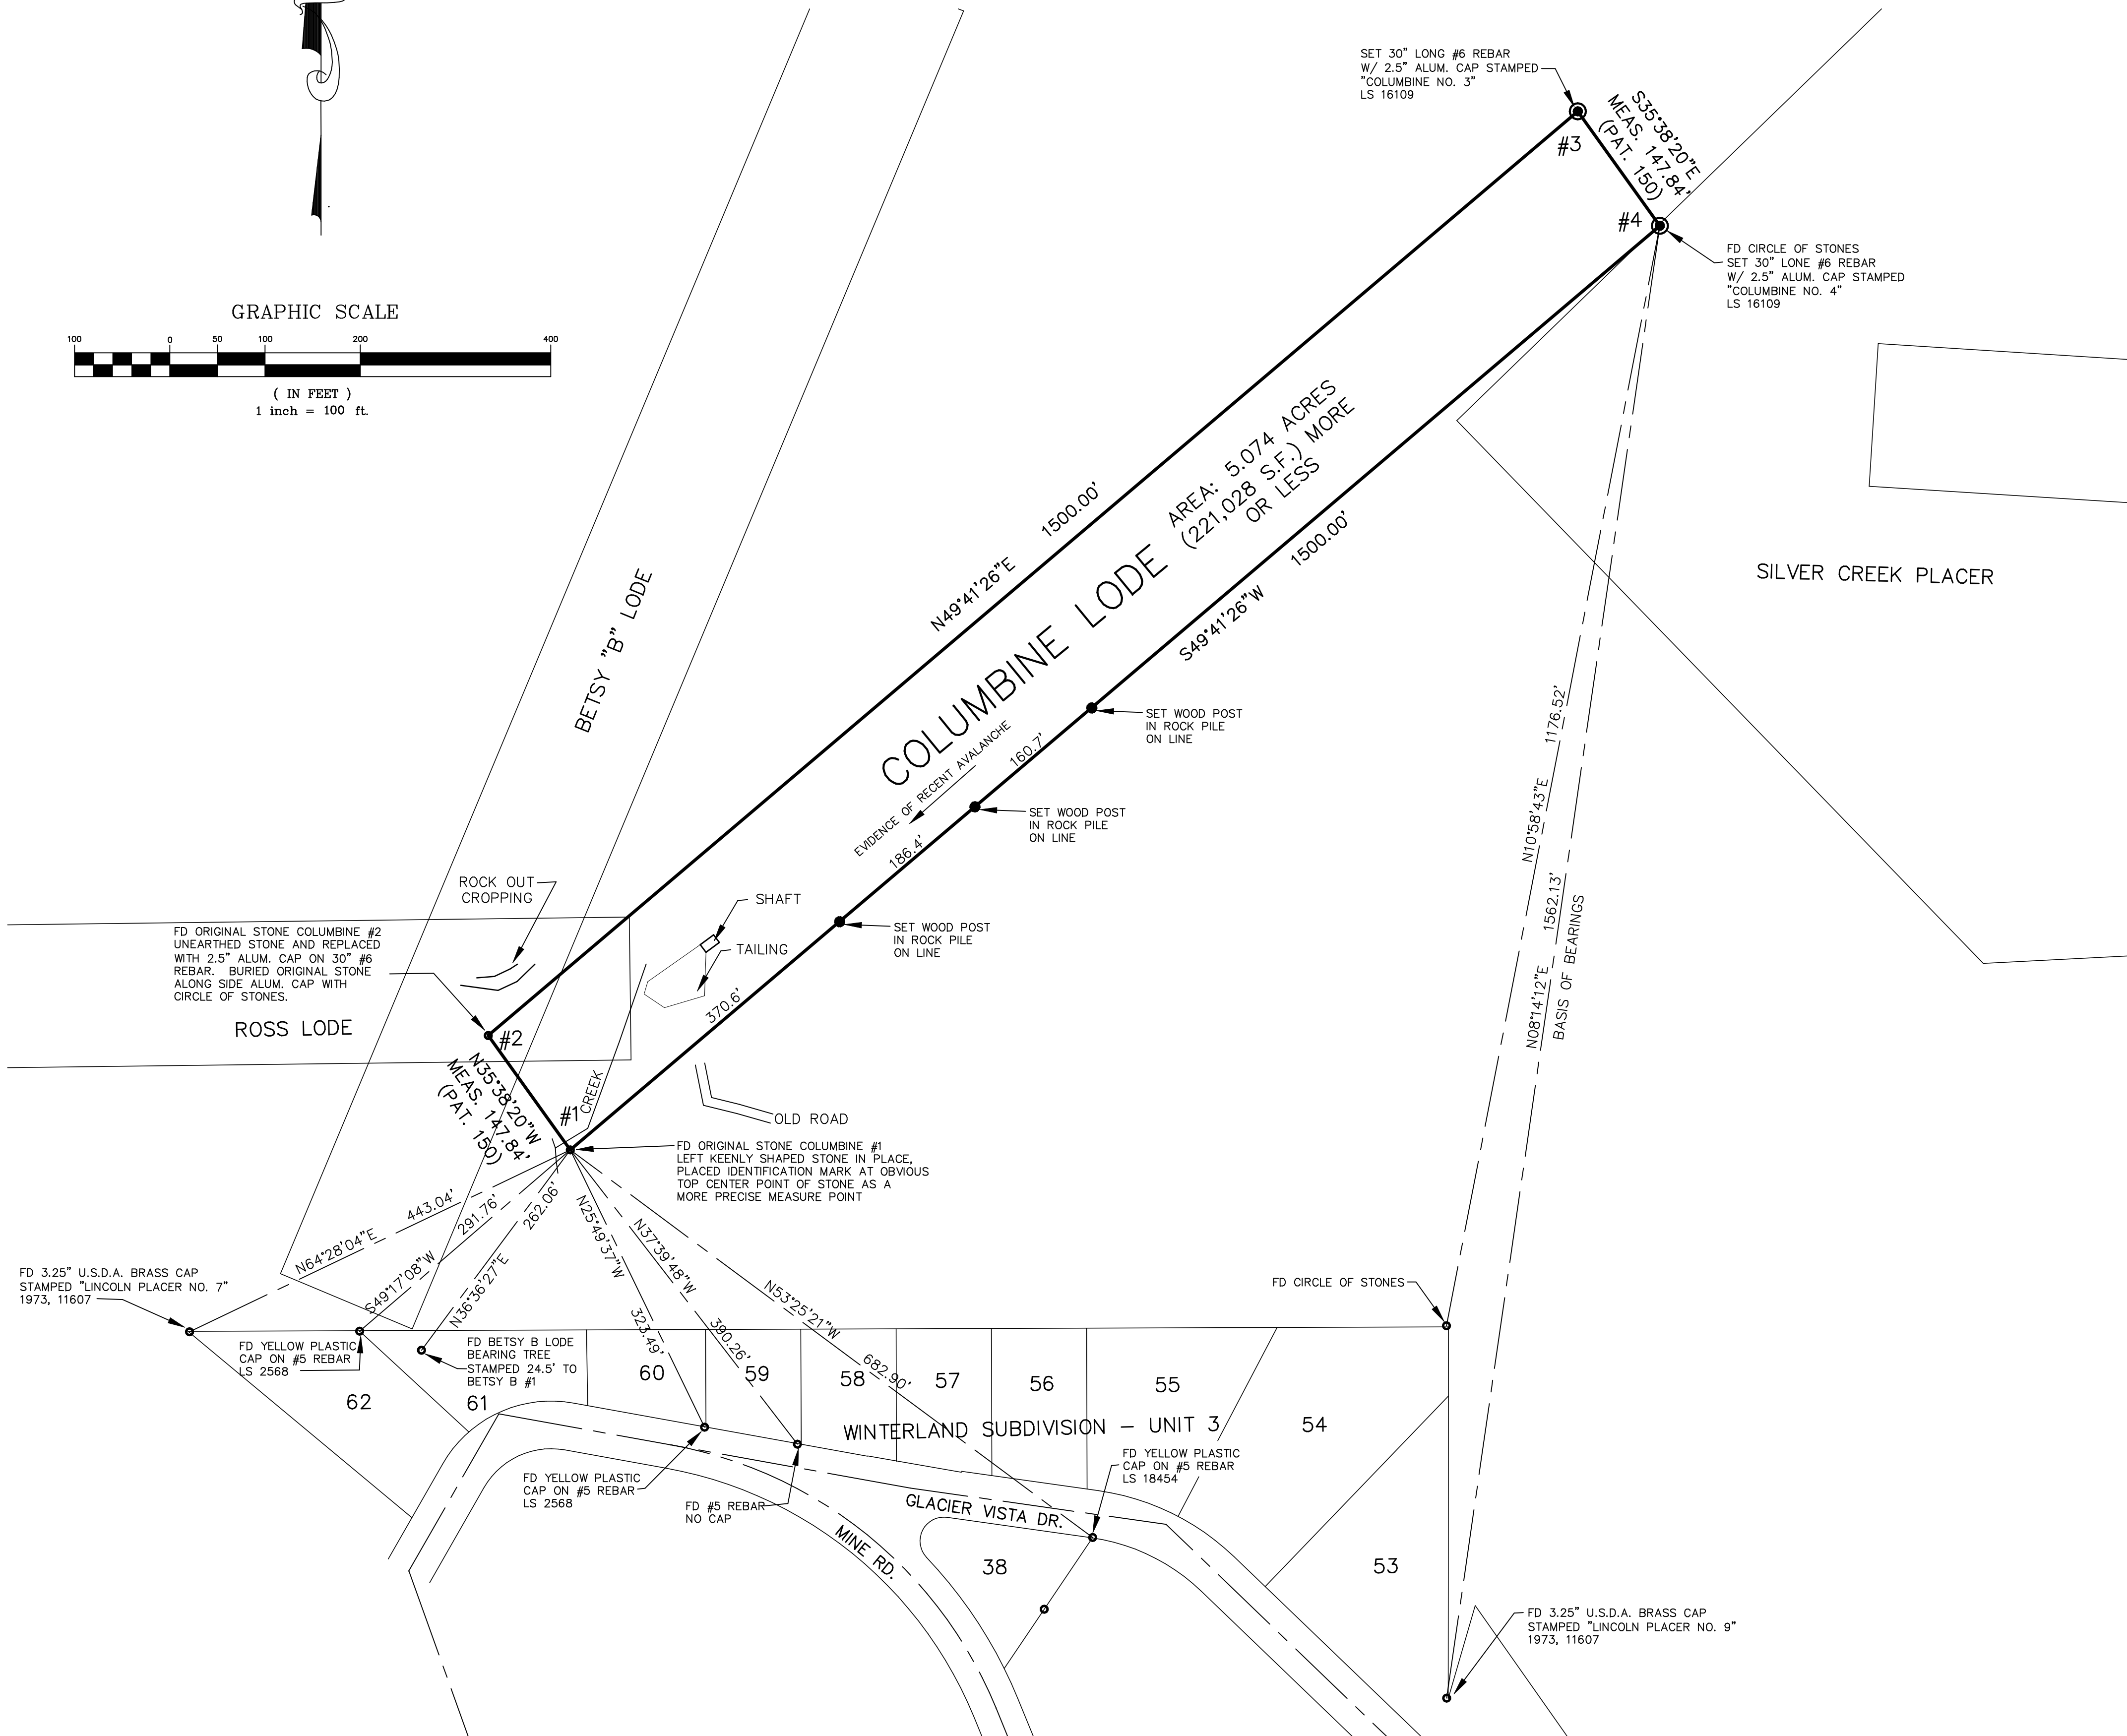 SET 30" LONG #6 REBAR
W/ 2.5" ALUM. CAP STAMPED
"COLUMBINE NO. 3"
LS 16109
#3
S35°38'20"E
MEAS. 147.84'
(PAT. 150)
#4
FD CIRCLE OF STONES
SET 30" LONE #6 REBAR
W/ 2.5" ALUM. CAP STAMPED
"COLUMBINE NO. 4"
LS 16109
GRAPHIC SCALE
100 0 50 100 200 400
( IN FEET )
1 inch = 100 ft.
BETSY "B" LODE
N49°41'26"E 1500.00'
COLUMBINE LODE
AREA: 5.074 ACRES
(221,028 S.F.) MORE
OR LESS
S49°41'26"W 1500.00'
SILVER CREEK PLACER
SET WOOD POST
IN ROCK PILE
ON LINE
160.7'
EVIDENCE OF RECENT AVALANCHE
SET WOOD POST
IN ROCK PILE
ON LINE
186.4'
SET WOOD POST
IN ROCK PILE
ON LINE
370.6'
N10°58'43"E 1176.52'
N08°14'12"E 1562.13'
BASIS OF BEARINGS
ROCK OUT
CROPPING
SHAFT
TAILING
FD ORIGINAL STONE COLUMBINE #2
UNEARTHED STONE AND REPLACED
WITH 2.5" ALUM. CAP ON 30" #6
REBAR. BURIED ORIGINAL STONE
ALONG SIDE ALUM. CAP WITH
CIRCLE OF STONES.
ROSS LODE
#2
N35°38'20"W
MEAS. 147.84'
(PAT. 150)
#1
CREEK
OLD ROAD
FD ORIGINAL STONE COLUMBINE #1
LEFT KEENLY SHAPED STONE IN PLACE,
PLACED IDENTIFICATION MARK AT OBVIOUS
TOP CENTER POINT OF STONE AS A
MORE PRECISE MEASURE POINT
N64°28'04"E 443.04'
S49°17'08"W 291.76'
N36°36'27"E 262.06'
N25°49'37"W 323.49'
N37°39'48"W 390.26'
N53°25'21"W 682.90'
FD 3.25" U.S.D.A. BRASS CAP
STAMPED "LINCOLN PLACER NO. 7"
1973, 11607
FD YELLOW PLASTIC
CAP ON #5 REBAR
LS 2568
FD BETSY B LODE
BEARING TREE
STAMPED 24.5' TO
BETSY B #1
FD CIRCLE OF STONES
62
61
60
59
58
57
56
55
54
53
38
WINTERLAND SUBDIVISION – UNIT 3
FD YELLOW PLASTIC
CAP ON #5 REBAR
LS 2568
FD #5 REBAR
NO CAP
FD YELLOW PLASTIC
CAP ON #5 REBAR
LS 18454
GLACIER VISTA DR.
MINE RD.
FD 3.25" U.S.D.A. BRASS CAP
STAMPED "LINCOLN PLACER NO. 9"
1973, 11607